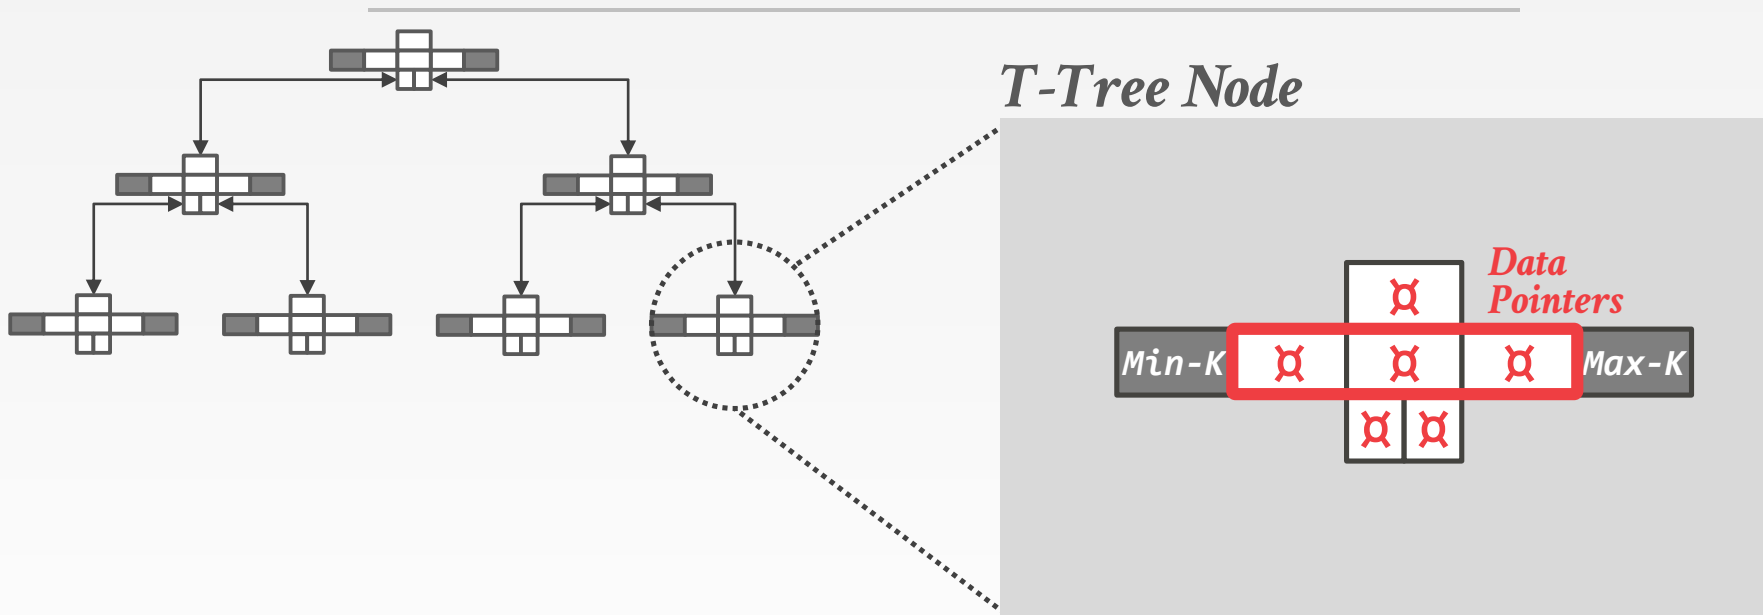 T-Tree Node
Data
Pointers
Min-K
¤
¤
¤
¤
¤
¤
Max-K